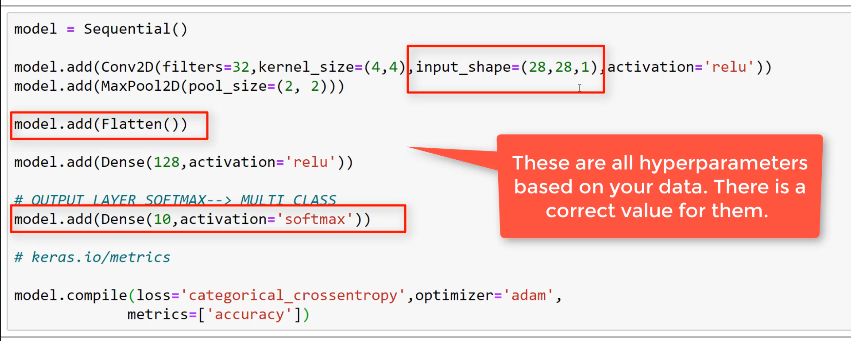 model = Sequential()
model.add(Conv2D(filters=32,kernel_size=(4,4),input_shape=(28,28,1),activation='relu'))
model.add(MaxPool2D(pool_size=(2, 2)))
model.add(Flatten())
model.add(Dense(128,activation='relu'))
# OUTPUT LAYER SOFTMAX--> MULTI CLASS
model.add(Dense(10,activation='softmax'))
# keras.io/metrics
model.compile(loss='categorical_crossentropy',optimizer='adam',
metrics=['accuracy'])
These are all hyperparameters
based on your data. There is a
correct value for them.